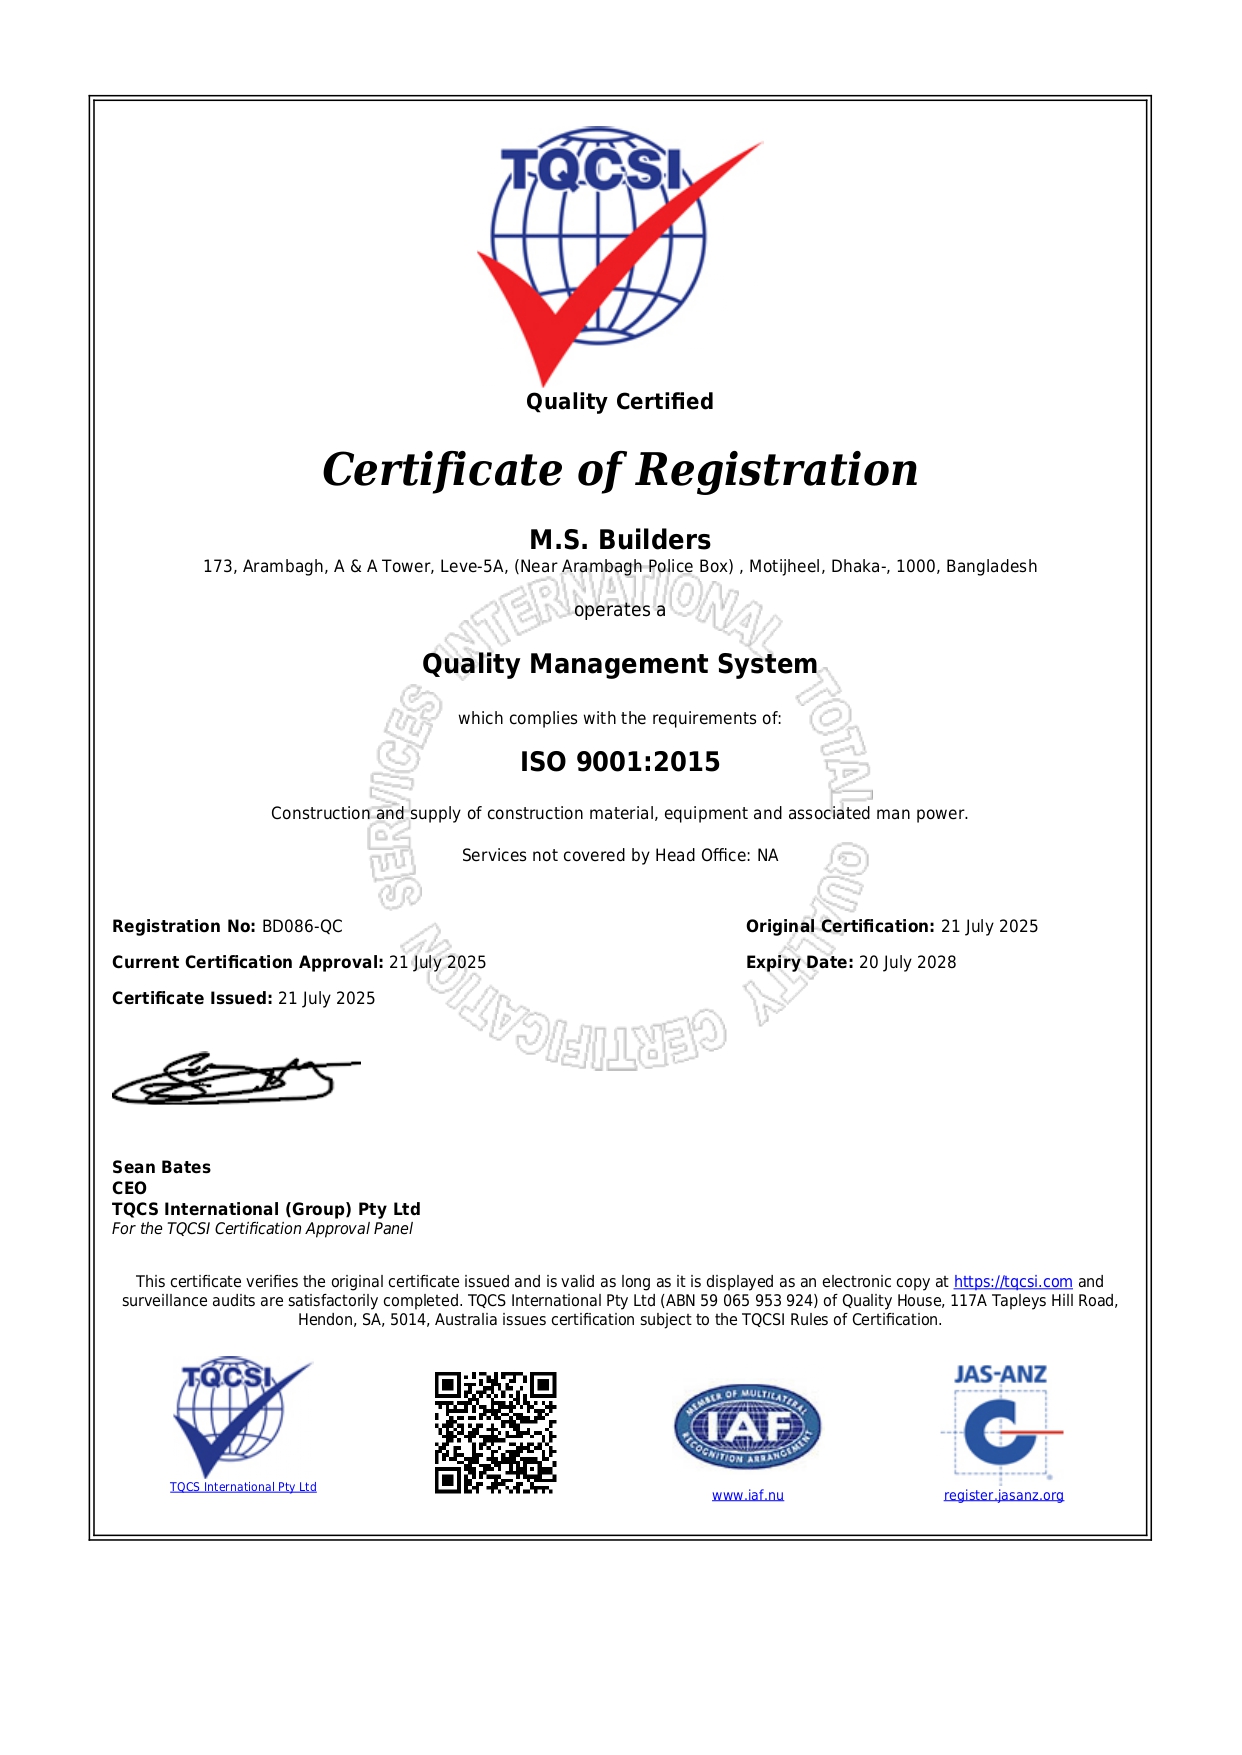 TQCSI
Quality Certified
Certificate of Registration
M.S. Builders
173, Arambagh, A & A Tower, Leve-5A, (Near Arambagh Police Box) , Motijheel, Dhaka-, 1000, Bangladesh
operates a
Quality Management System
which complies with the requirements of:
ISO 9001:2015
Construction and supply of construction material, equipment and associated man power.
Services not covered by Head Office: NA
TOTAL QUALITY CERTIFICATION SERVICES INTERNATIONAL
Registration No: BD086-QC
Original Certification: 21 July 2025
Current Certification Approval: 21 July 2025
Expiry Date: 20 July 2028
Certificate Issued: 21 July 2025
Sean Bates
CEO
TQCS International (Group) Pty Ltd
For the TQCSI Certification Approval Panel
This certificate verifies the original certificate issued and is valid as long as it is displayed as an electronic copy at https://tqcsi.com and
surveillance audits are satisfactorily completed. TQCS International Pty Ltd (ABN 59 065 953 924) of Quality House, 117A Tapleys Hill Road,
Hendon, SA, 5014, Australia issues certification subject to the TQCSI Rules of Certification.
TQCSI
TQCS International Pty Ltd
MEMBER OF MULTILATERAL
IAF
RECOGNITION ARRANGEMENT
www.iaf.nu
JAS-ANZ
register.jasanz.org